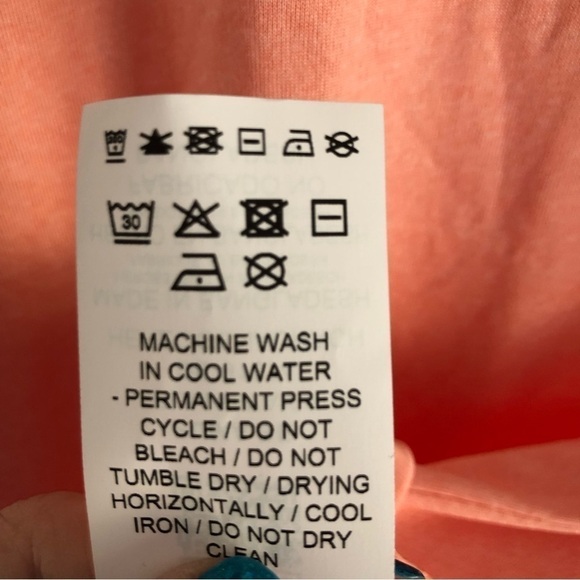 30
MACHINE WASH
IN COOL WATER
- PERMANENT PRESS
CYCLE / DO NOT
BLEACH / DO NOT
TUMBLE DRY / DRYING
HORIZONTALLY / COOL
IRON / DO NOT DRY
CLEAN